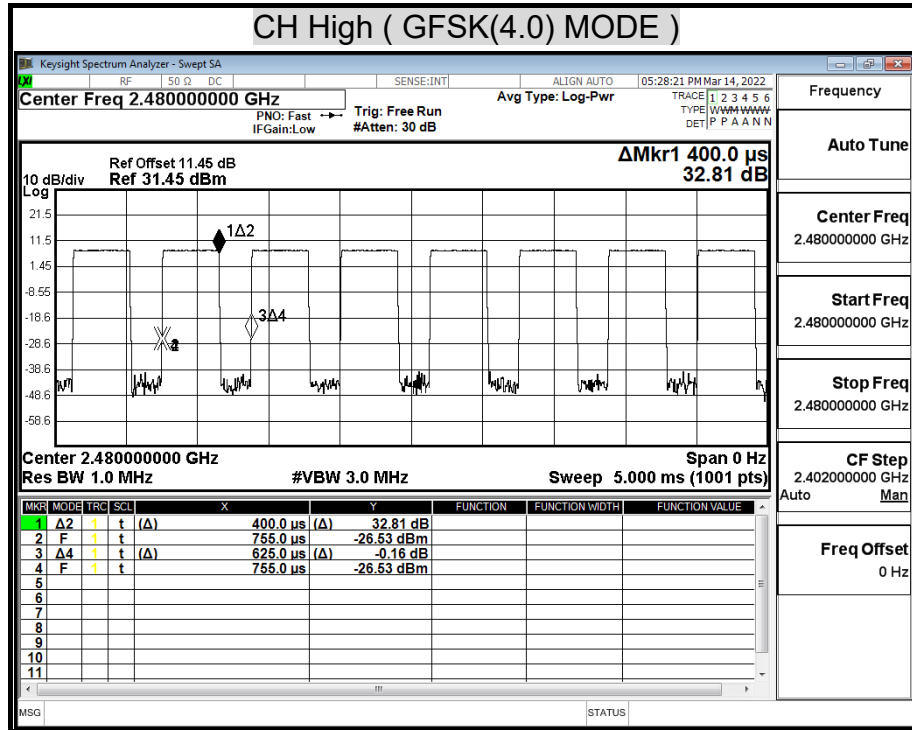 CH High ( GFSK(4.0) MODE )
Keysight Spectrum Analyzer - Swept SA
LXI RF 50 Ω DC SENSE:INT ALIGN AUTO 05:28:21 PM Mar 14, 2022
Center Freq 2.480000000 GHz
PNO: Fast
IFGain:Low
Trig: Free Run
#Atten: 30 dB
Avg Type: Log-Pwr
TRACE 1 2 3 4 5 6
TYPE WWMWWWW
DET P P A A N N
Ref Offset 11.45 dB
10 dB/div Ref 31.45 dBm
Log
ΔMkr1 400.0 µs
32.81 dB
21.5
11.5
1.45
-8.55
-18.6
-28.6
-38.6
-48.6
-58.6
1Δ2
3Δ4
Center 2.480000000 GHz Span 0 Hz
Res BW 1.0 MHz #VBW 3.0 MHz Sweep 5.000 ms (1001 pts)
MKR MODE TRC SCL X Y FUNCTION FUNCTION WIDTH FUNCTION VALUE
1 Δ2 1 t (Δ) 400.0 µs (Δ) 32.81 dB
2 F 1 t 755.0 µs -26.53 dBm
3 Δ4 1 t (Δ) 625.0 µs (Δ) -0.16 dB
4 F 1 t 755.0 µs -26.53 dBm
5
6
7
8
9
10
11
MSG STATUS
Frequency
Auto Tune
Center Freq
2.480000000 GHz
Start Freq
2.480000000 GHz
Stop Freq
2.480000000 GHz
CF Step
2.402000000 GHz
Auto Man
Freq Offset
0 Hz